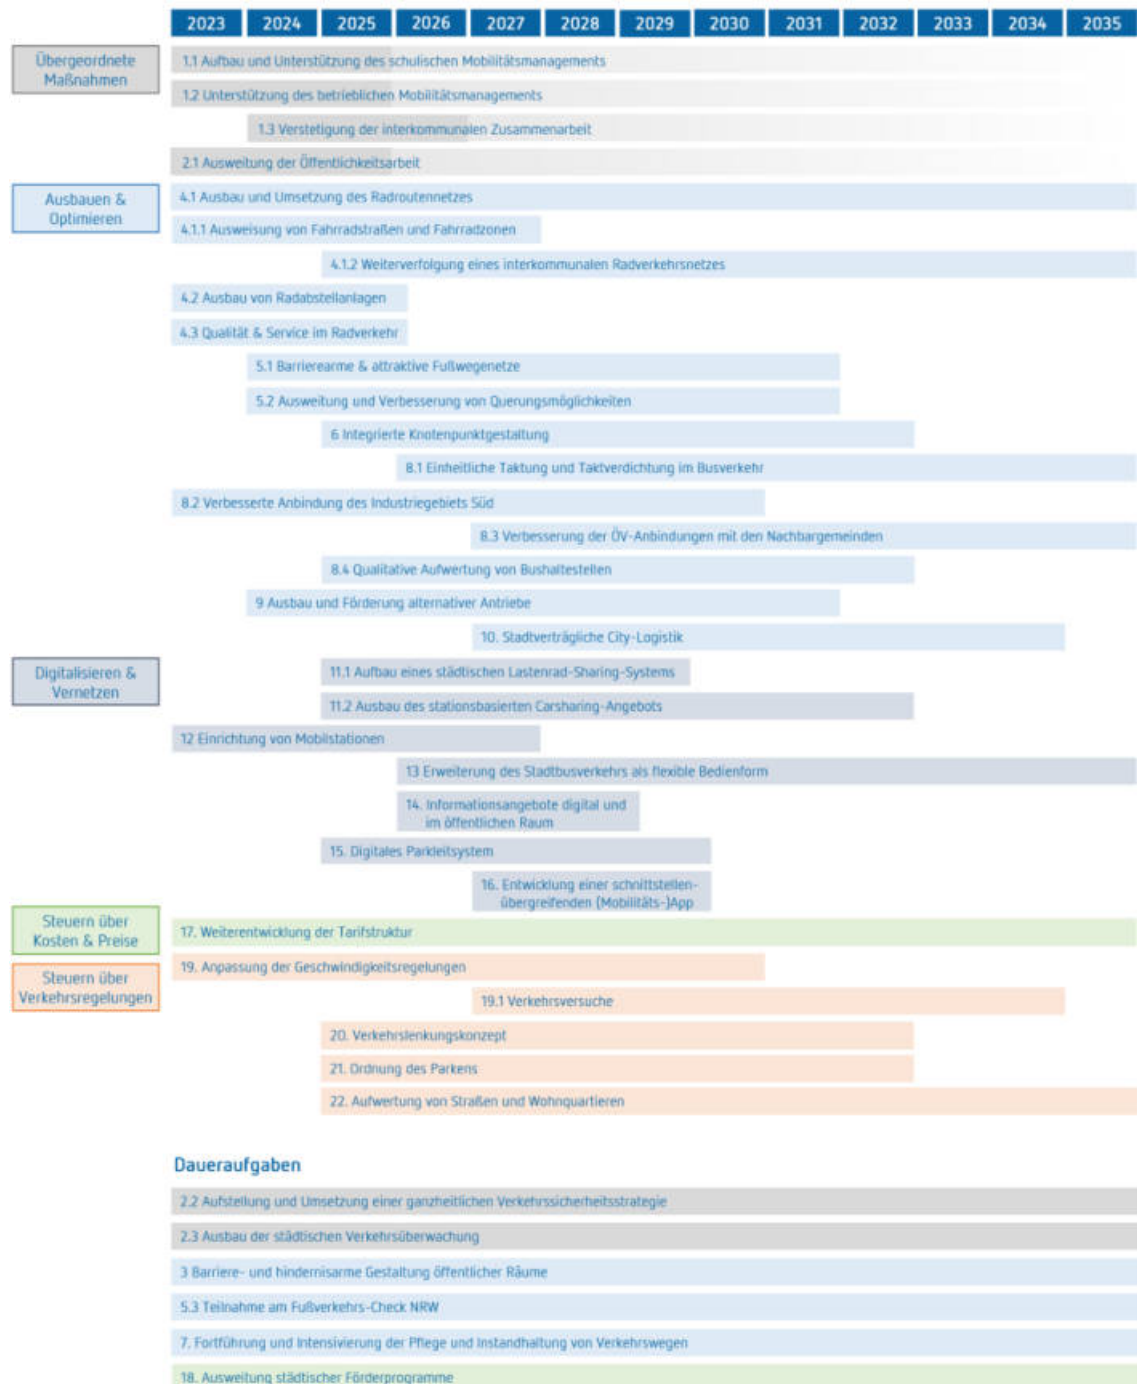 2023 2024 2025 2026 2027 2028 2029 2030 2031 2032 2033 2034 2035
Übergeordnete
Maßnahmen
1.1 Aufbau und Unterstützung des schulischen Mobilitätsmanagements
1.2 Unterstützung des betrieblichen Mobilitätsmanagements
1.3 Verstetigung der interkommunalen Zusammenarbeit
2.1 Ausweitung der Öffentlichkeitsarbeit
Ausbauen &
Optimieren
4.1 Ausbau und Umsetzung des Radroutennetzes
4.1.1 Ausweisung von Fahrradstraßen und Fahrradzonen
4.1.2 Weiterverfolgung eines interkommunalen Radverkehrsnetzes
4.2 Ausbau von Radabstellanlagen
4.3 Qualität & Service im Radverkehr
5.1 Barrierearme & attraktive Fußwegenetze
5.2 Ausweitung und Verbesserung von Querungsmöglichkeiten
6 Integrierte Knotenpunktgestaltung
8.1 Einheitliche Taktung und Taktverdichtung im Busverkehr
8.2 Verbesserte Anbindung des Industriegebiets Süd
8.3 Verbesserung der ÖV-Anbindungen mit den Nachbargemeinden
8.4 Qualitative Aufwertung von Bushaltestellen
9 Ausbau und Förderung alternativer Antriebe
10. Stadtverträgliche City-Logistik
Digitalisieren &
Vernetzen
11.1 Aufbau eines städtischen Lastenrad-Sharing-Systems
11.2 Ausbau des stationsbasierten Carsharing-Angebots
12 Einrichtung von Mobilstationen
13 Erweiterung des Stadtbusverkehrs als flexible Bedienform
14. Informationsangebote digital und
im öffentlichen Raum
15. Digitales Parkleitsystem
16. Entwicklung einer schnittstellen-
übergreifenden (Mobilitäts-)App
Steuern über
Kosten & Preise
17. Weiterentwicklung der Tarifstruktur
Steuern über
Verkehrsregelungen
19. Anpassung der Geschwindigkeitsregelungen
19.1 Verkehrsversuche
20. Verkehrslenkungskonzept
21. Ordnung des Parkens
22. Aufwertung von Straßen und Wohnquartieren
Daueraufgaben
2.2 Aufstellung und Umsetzung einer ganzheitlichen Verkehrssicherheitsstrategie
2.3 Ausbau der städtischen Verkehrsüberwachung
3 Barriere- und hindernisarme Gestaltung öffentlicher Räume
5.3 Teilnahme am Fußverkehrs-Check NRW
7. Fortführung und Intensivierung der Pflege und Instandhaltung von Verkehrswegen
18. Ausweitung städtischer Förderprogramme